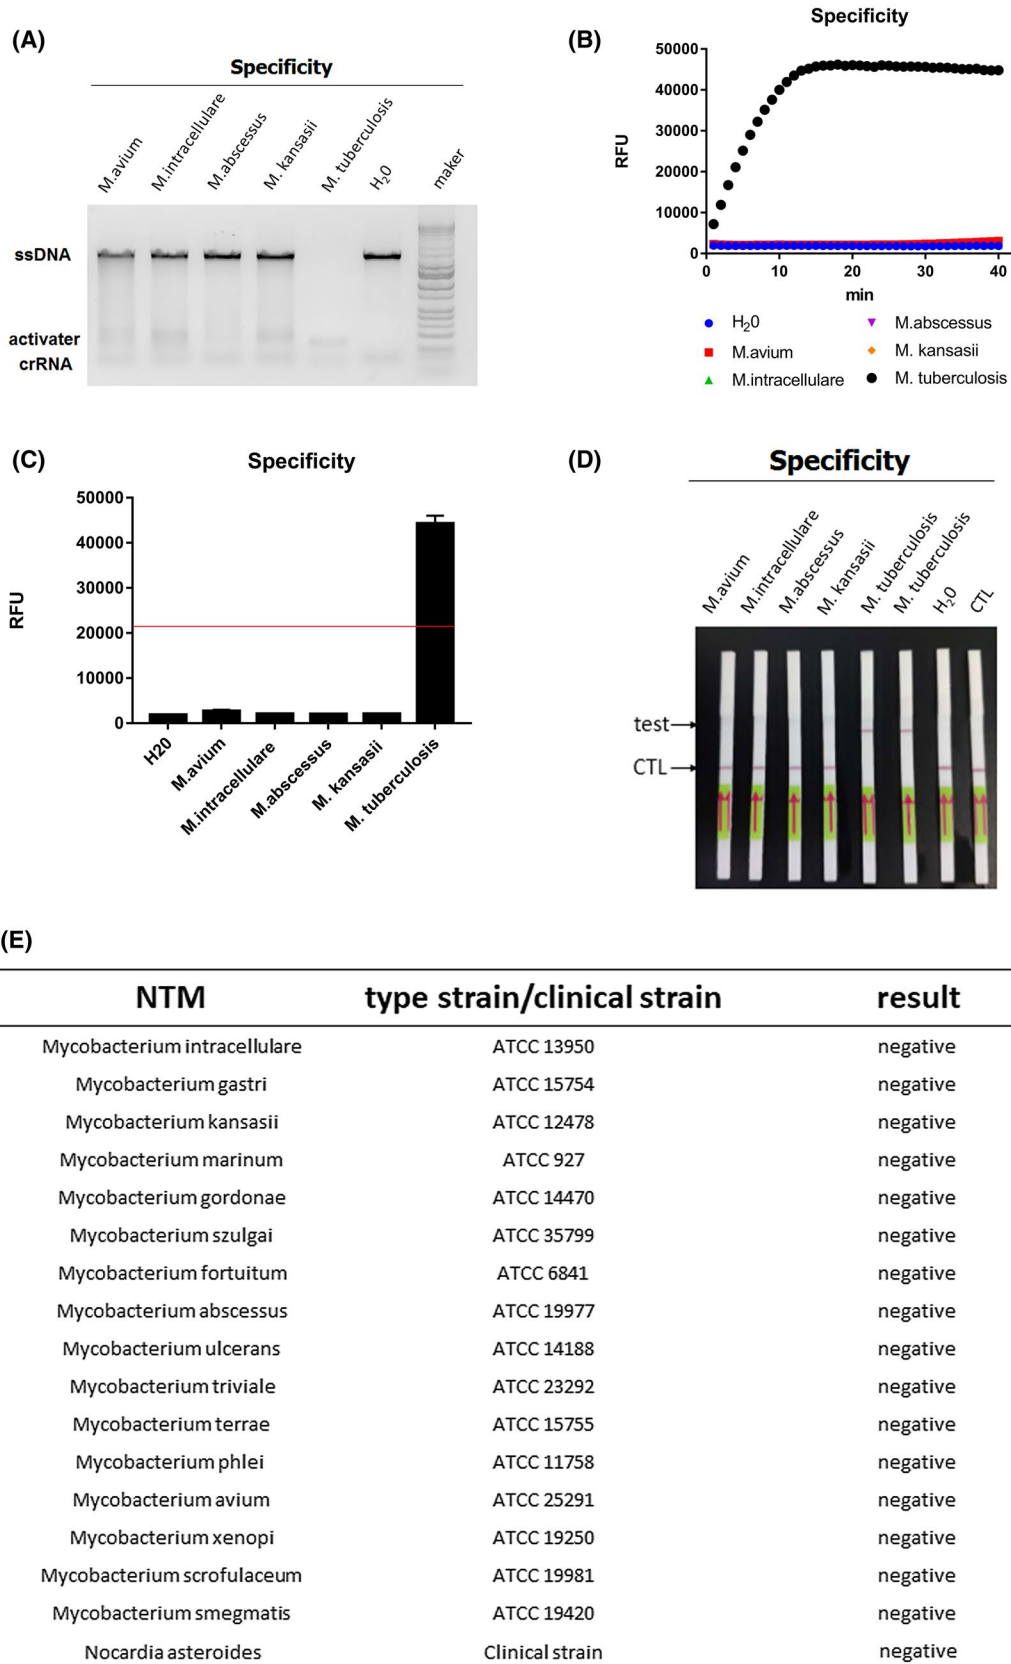 (A)
Specificity
M.avium
M.intracellulare
M.abscessus
M. kansasii
M. tuberculosis
H20
maker
ssDNA
activater
crRNA
(B)
Specificity
RFU
50000
40000
30000
20000
10000
0
0
10
20
30
40
min
H20
M.avium
M.intracellulare
M.abscessus
M. kansasii
M. tuberculosis
(C)
Specificity
RFU
50000
40000
30000
20000
10000
0
H20
M.avium
M.intracellulare
M.abscessus
M. kansasii
M. tuberculosis
(D)
Specificity
M.avium
M.intracellulare
M.abscessus
M. kansasii
M. tuberculosis
M. tuberculosis
H20
CTL
test
CTL
(E)
NTM type strain/clinical strain result
Mycobacterium intracellulare ATCC 13950 negative
Mycobacterium gastri ATCC 15754 negative
Mycobacterium kansasii ATCC 12478 negative
Mycobacterium marinum ATCC 927 negative
Mycobacterium gordonae ATCC 14470 negative
Mycobacterium szulgai ATCC 35799 negative
Mycobacterium fortuitum ATCC 6841 negative
Mycobacterium abscessus ATCC 19977 negative
Mycobacterium ulcerans ATCC 14188 negative
Mycobacterium triviale ATCC 23292 negative
Mycobacterium terrae ATCC 15755 negative
Mycobacterium phlei ATCC 11758 negative
Mycobacterium avium ATCC 25291 negative
Mycobacterium xenopi ATCC 19250 negative
Mycobacterium scrofulaceum ATCC 19981 negative
Mycobacterium smegmatis ATCC 19420 negative
Nocardia asteroides Clinical strain negative